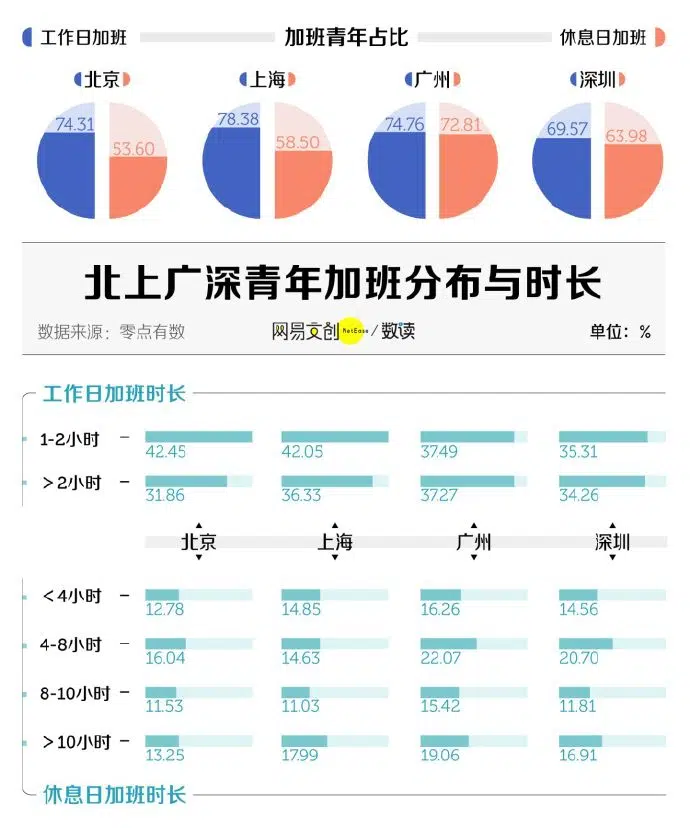 工作日加班 加班青年占比 休息日加班
北京 上海 广州 深圳
74.31 53.60 78.38 58.50 74.76 72.81 69.57 63.98
北上广深青年加班分布与时长
数据来源：零点有数 网易文创 NetEase / 数读 单位：%
工作日加班时长
1-2小时 42.45 42.05 37.49 35.31
>2小时 31.86 36.33 37.27 34.26
北京 上海 广州 深圳
<4小时 12.78 14.85 16.26 14.56
4-8小时 16.04 14.63 22.07 20.70
8-10小时 11.53 11.03 15.42 11.81
>10小时 13.25 17.99 19.06 16.91
休息日加班时长